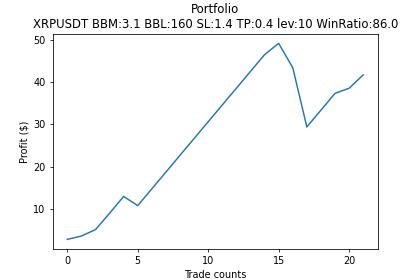 Portfolio
XRPUSDT BBM:3.1 BBL:160 SL:1.4 TP:0.4 lev:10 WinRatio:86.0
50
40
30
20
10
Profit ($)
0
5
10
15
20
Trade counts